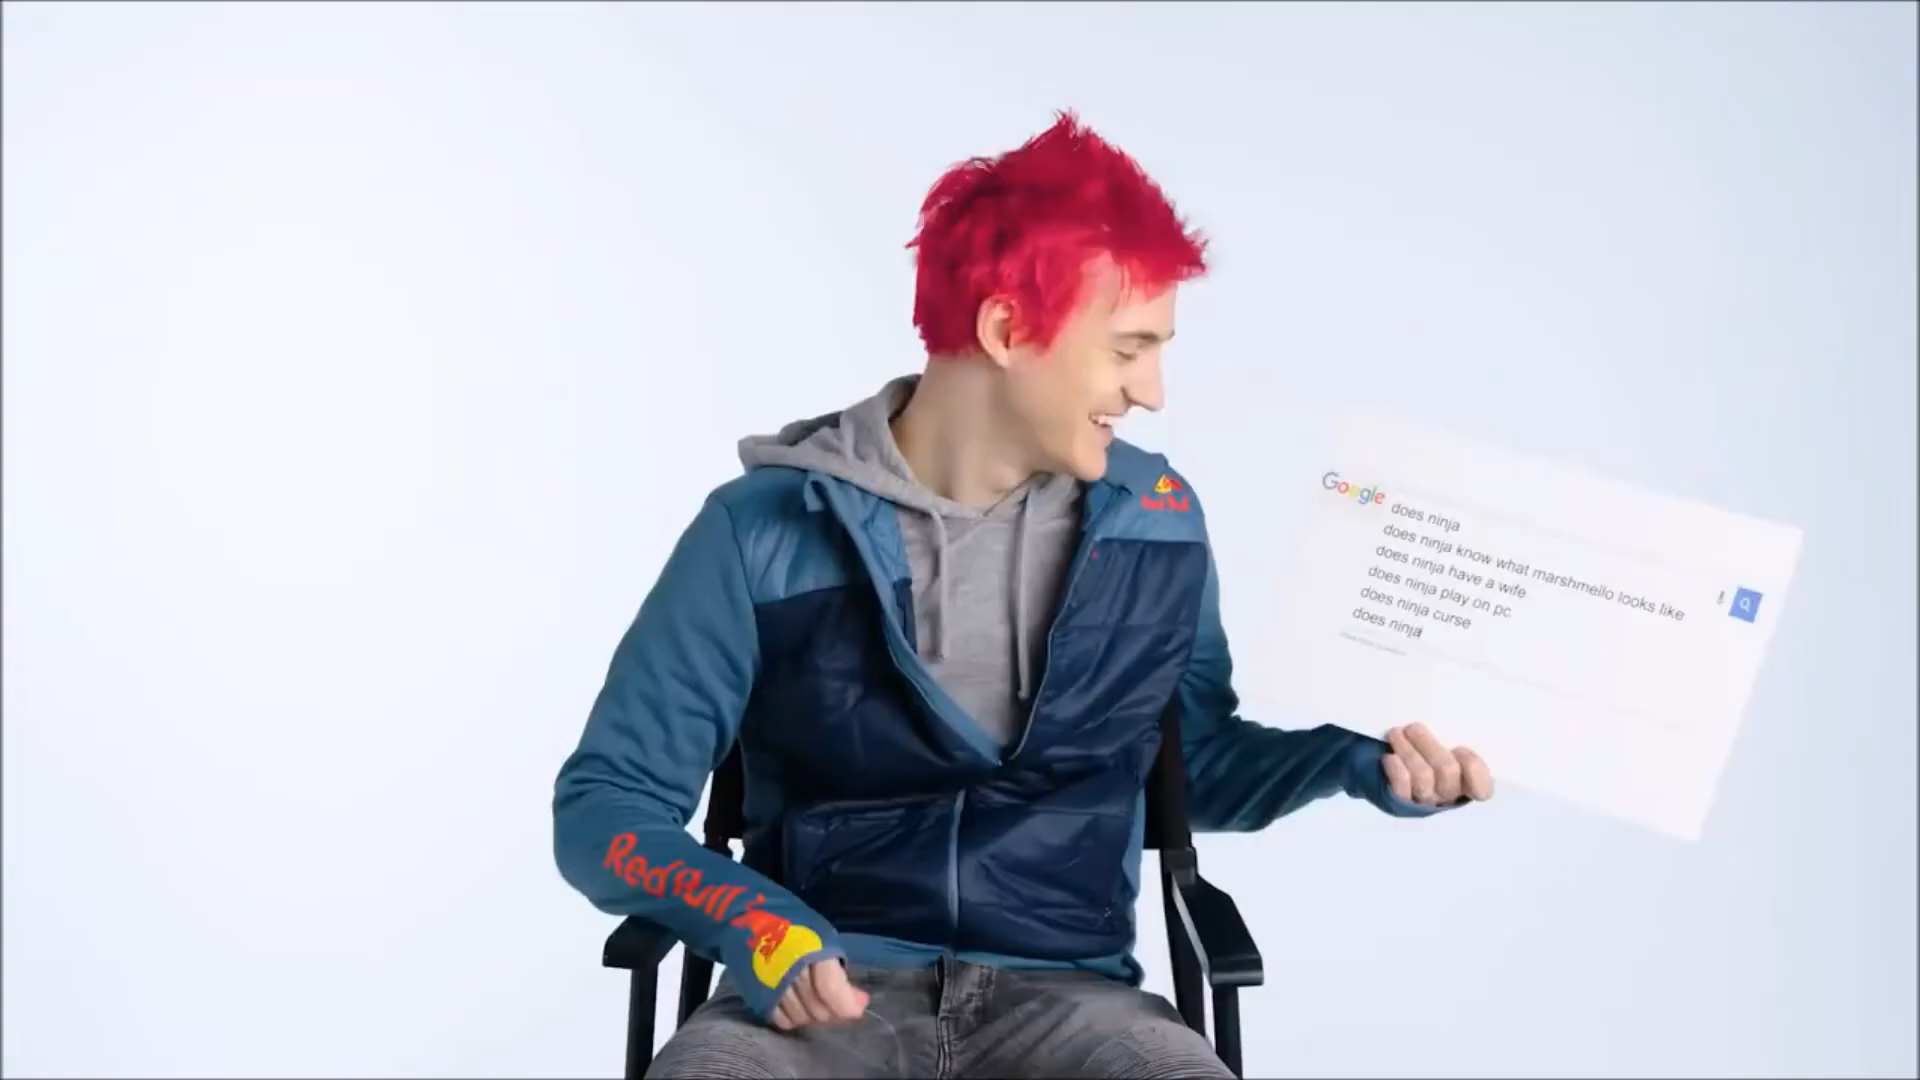 Google
does ninja
does ninja know what marshmello looks like
does ninja have a wife
does ninja play on pc
does ninja curse
does ninja
Red Bull
Red Bull